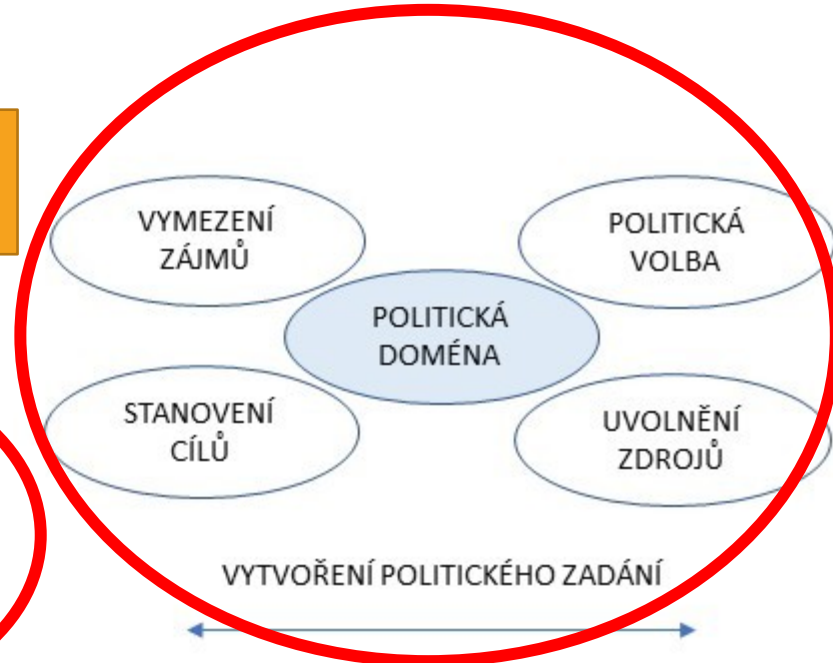 VYMEZENÍ
ZÁJMŮ
POLITICKÁ
VOLBA
POLITICKÁ
DOMÉNA
STANOVENÍ
CÍLŮ
UVOLNĚNÍ
ZDROJŮ
VYTVOŘENÍ POLITICKÉHO ZADÁNÍ